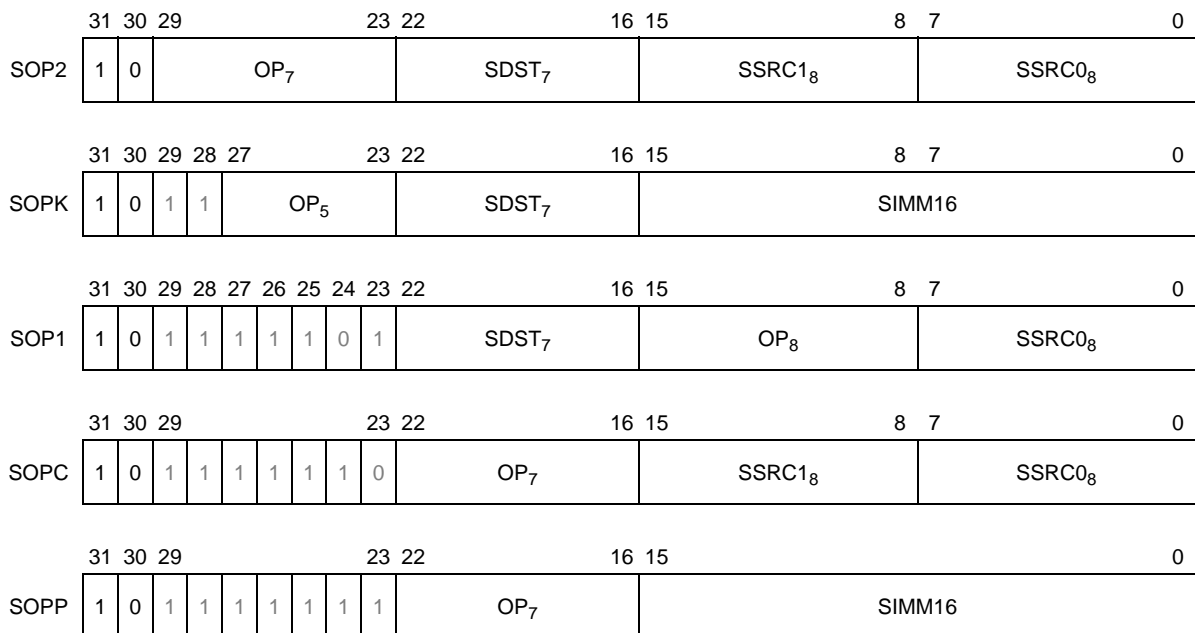 31 30 29 23 22 16 15 8 7 0
SOP2 1 0 OP7 SDST7 SSRC18 SSRC08
31 30 29 28 27 23 22 16 15 8 7 0
SOPK 1 0 1 1 OP5 SDST7 SIMM16
31 30 29 28 27 26 25 24 23 22 16 15 8 7 0
SOP1 1 0 1 1 1 1 1 0 1 SDST7 OP8 SSRC08
31 30 29 23 22 16 15 8 7 0
SOPC 1 0 1 1 1 1 1 1 0 OP7 SSRC18 SSRC08
31 30 29 23 22 16 15 0
SOPP 1 0 1 1 1 1 1 1 1 OP7 SIMM16